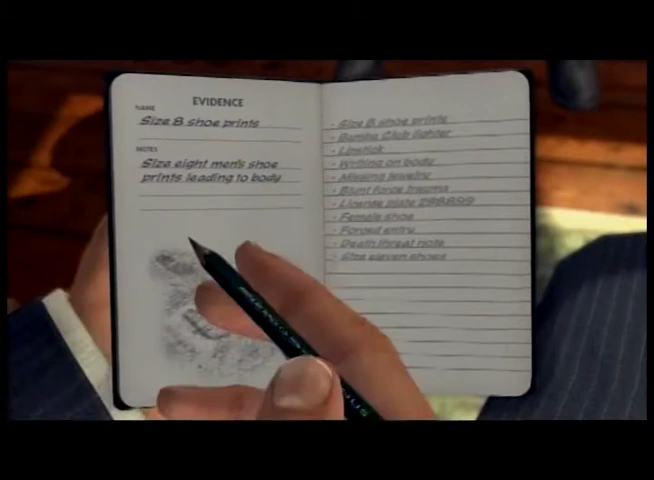 EVIDENCE
NAME
Size 8 shoe prints
NOTES
Size eight men's shoe
prints leading to body
- Size 8 shoe prints
- Bamba Club lighter
- Lipstick
- Writing on body
- Missing jewelry
- Blunt force trauma
- License plate
- Female shoe
- Forced entry
- Death threat note
- Size eleven shoes